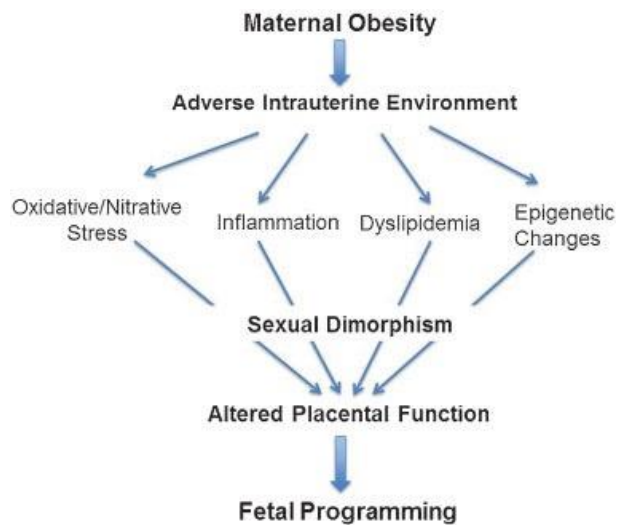 Maternal Obesity
Adverse Intrauterine Environment
Oxidative/Nitrative
Stress
Inflammation
Dyslipidemia
Epigenetic
Changes
Sexual Dimorphism
Altered Placental Function
Fetal Programming